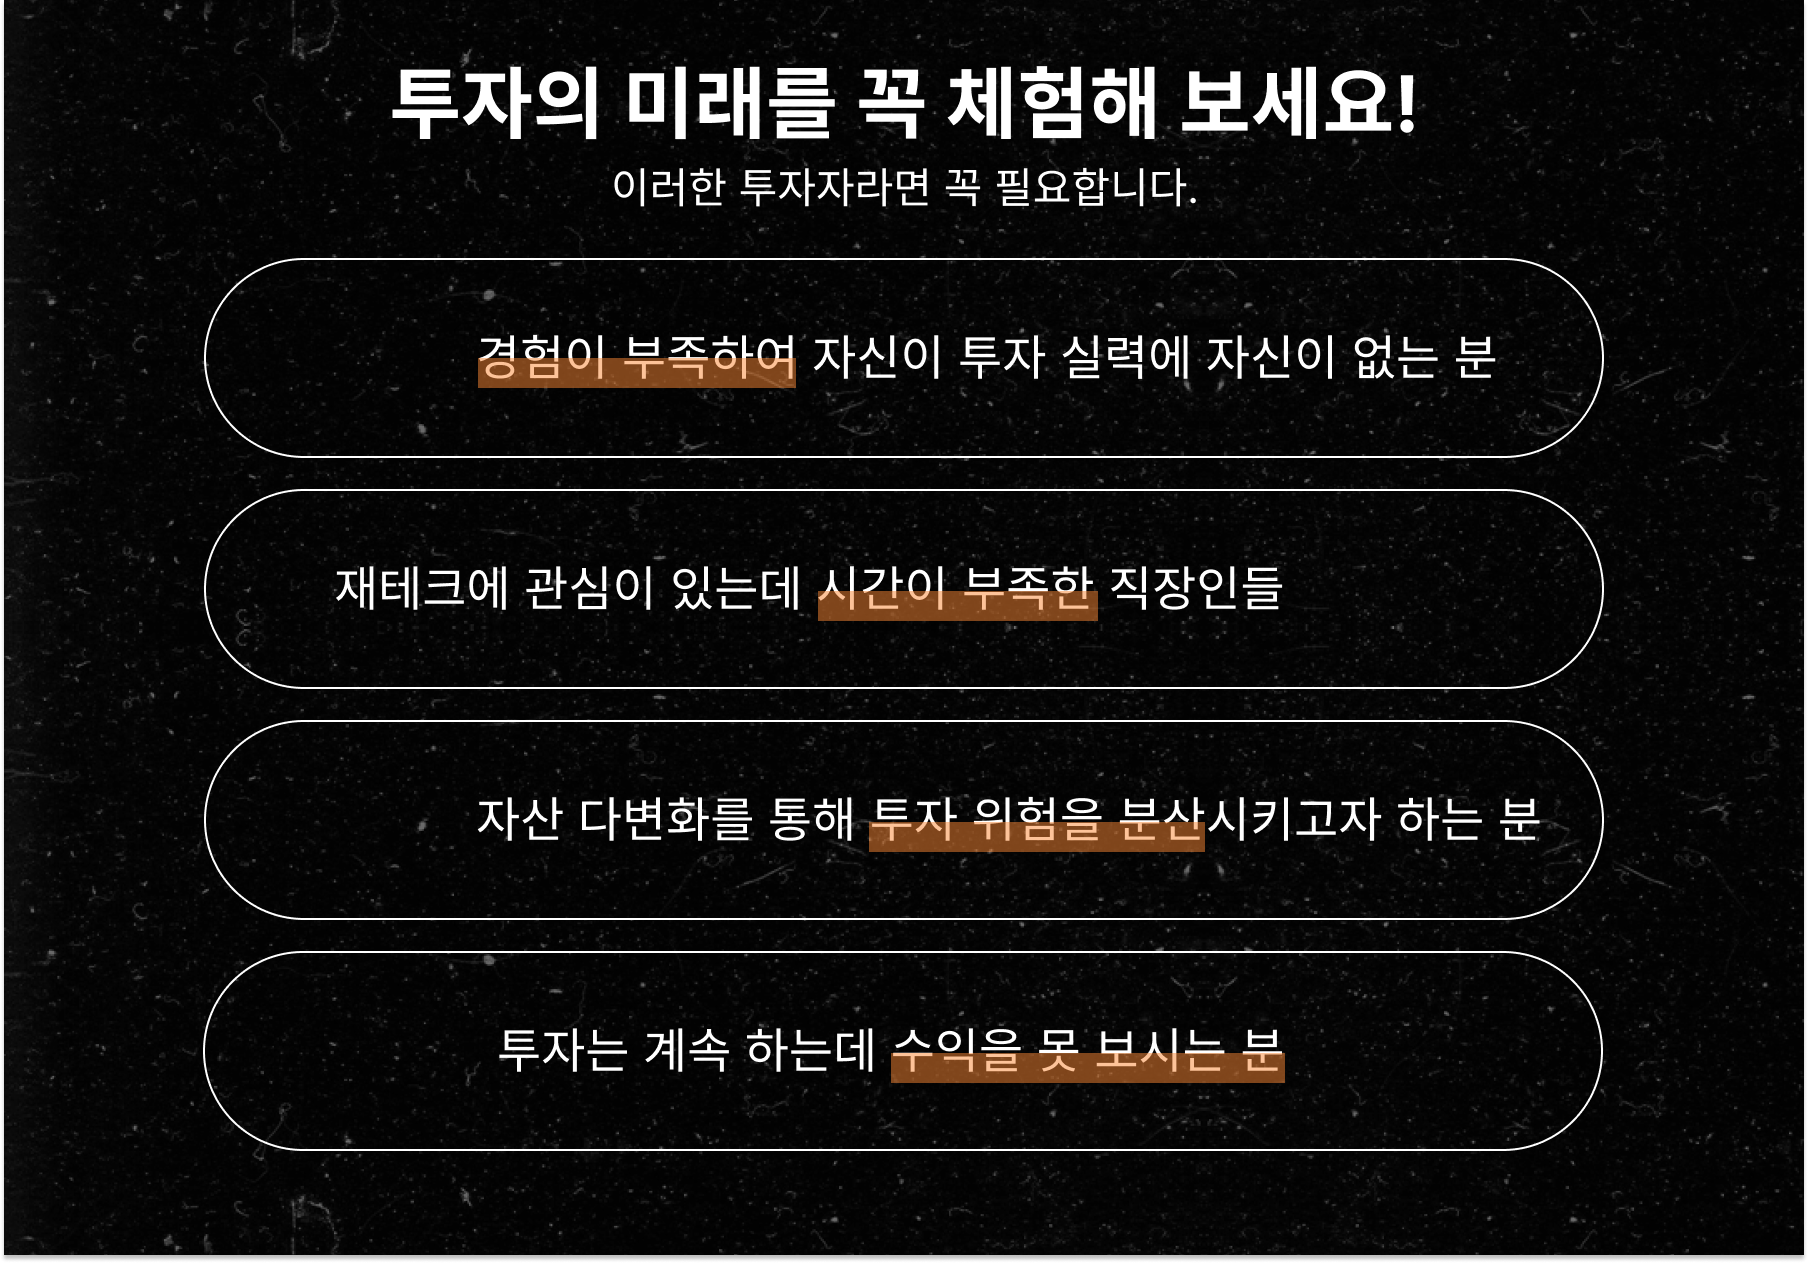 투자의 미래를 꼭 체험해 보세요!
이러한 투자자라면 꼭 필요합니다.
경험이 부족하여 자신이 투자 실력에 자신이 없는 분
재테크에 관심이 있는데 시간이 부족한 직장인들
자산 다변화를 통해 투자 위험을 분산시키고자 하는 분
투자는 계속 하는데 수익을 못 보시는 분